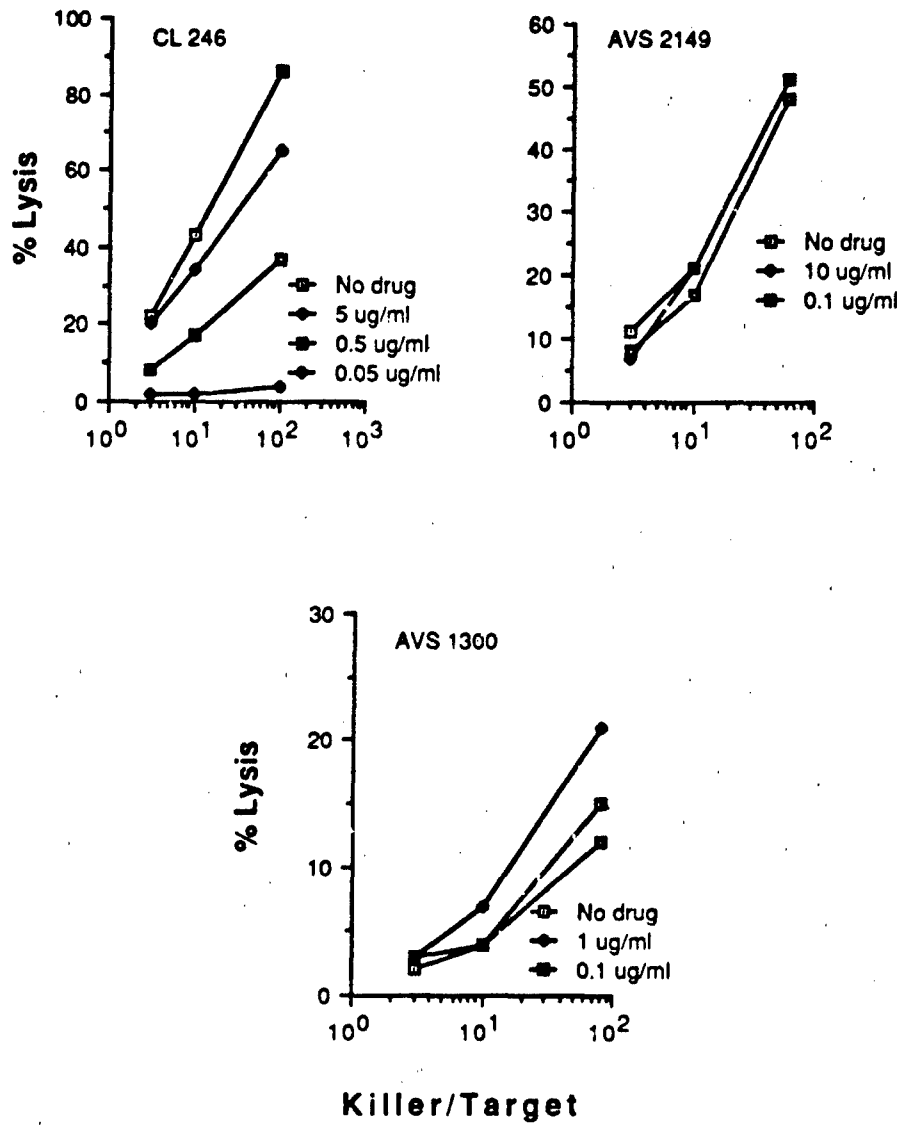 CL 246
% Lysis
100
80
60
40
20
0
10^0 10^1 10^2 10^3
No drug
5 ug/ml
0.5 ug/ml
0.05 ug/ml
AVS 2149
60
50
40
30
20
10
0
10^0 10^1 10^2
No drug
10 ug/ml
0.1 ug/ml
AVS 1300
% Lysis
30
20
10
0
10^0 10^1 10^2
No drug
1 ug/ml
0.1 ug/ml
Killer/Target